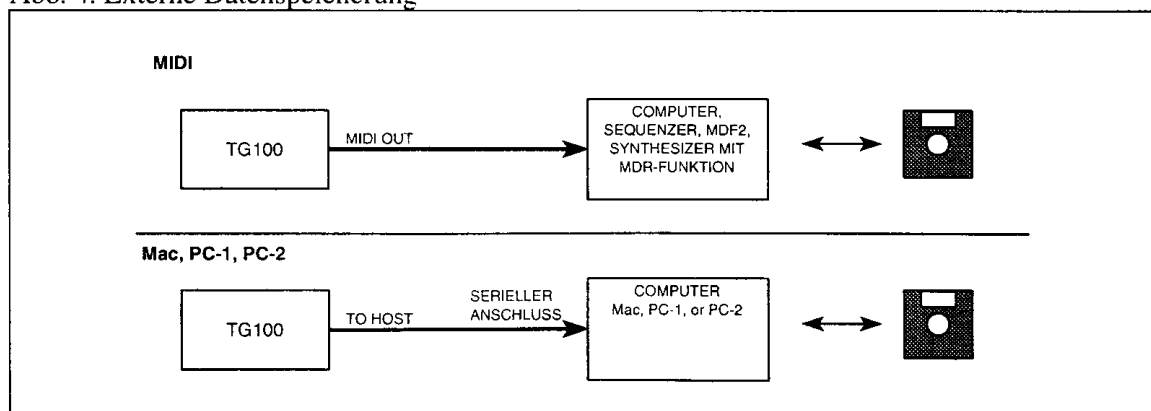 Abb. 4: Externe Datenspeicherung
MIDI
TG100
MIDI OUT
COMPUTER,
SEQUENZER, MDF2,
SYNTHESIZER MIT
MDR-FUNKTION
Mac, PC-1, PC-2
TG100
TO HOST
SERIELLER
ANSCHLUSS
COMPUTER
Mac, PC-1, or PC-2